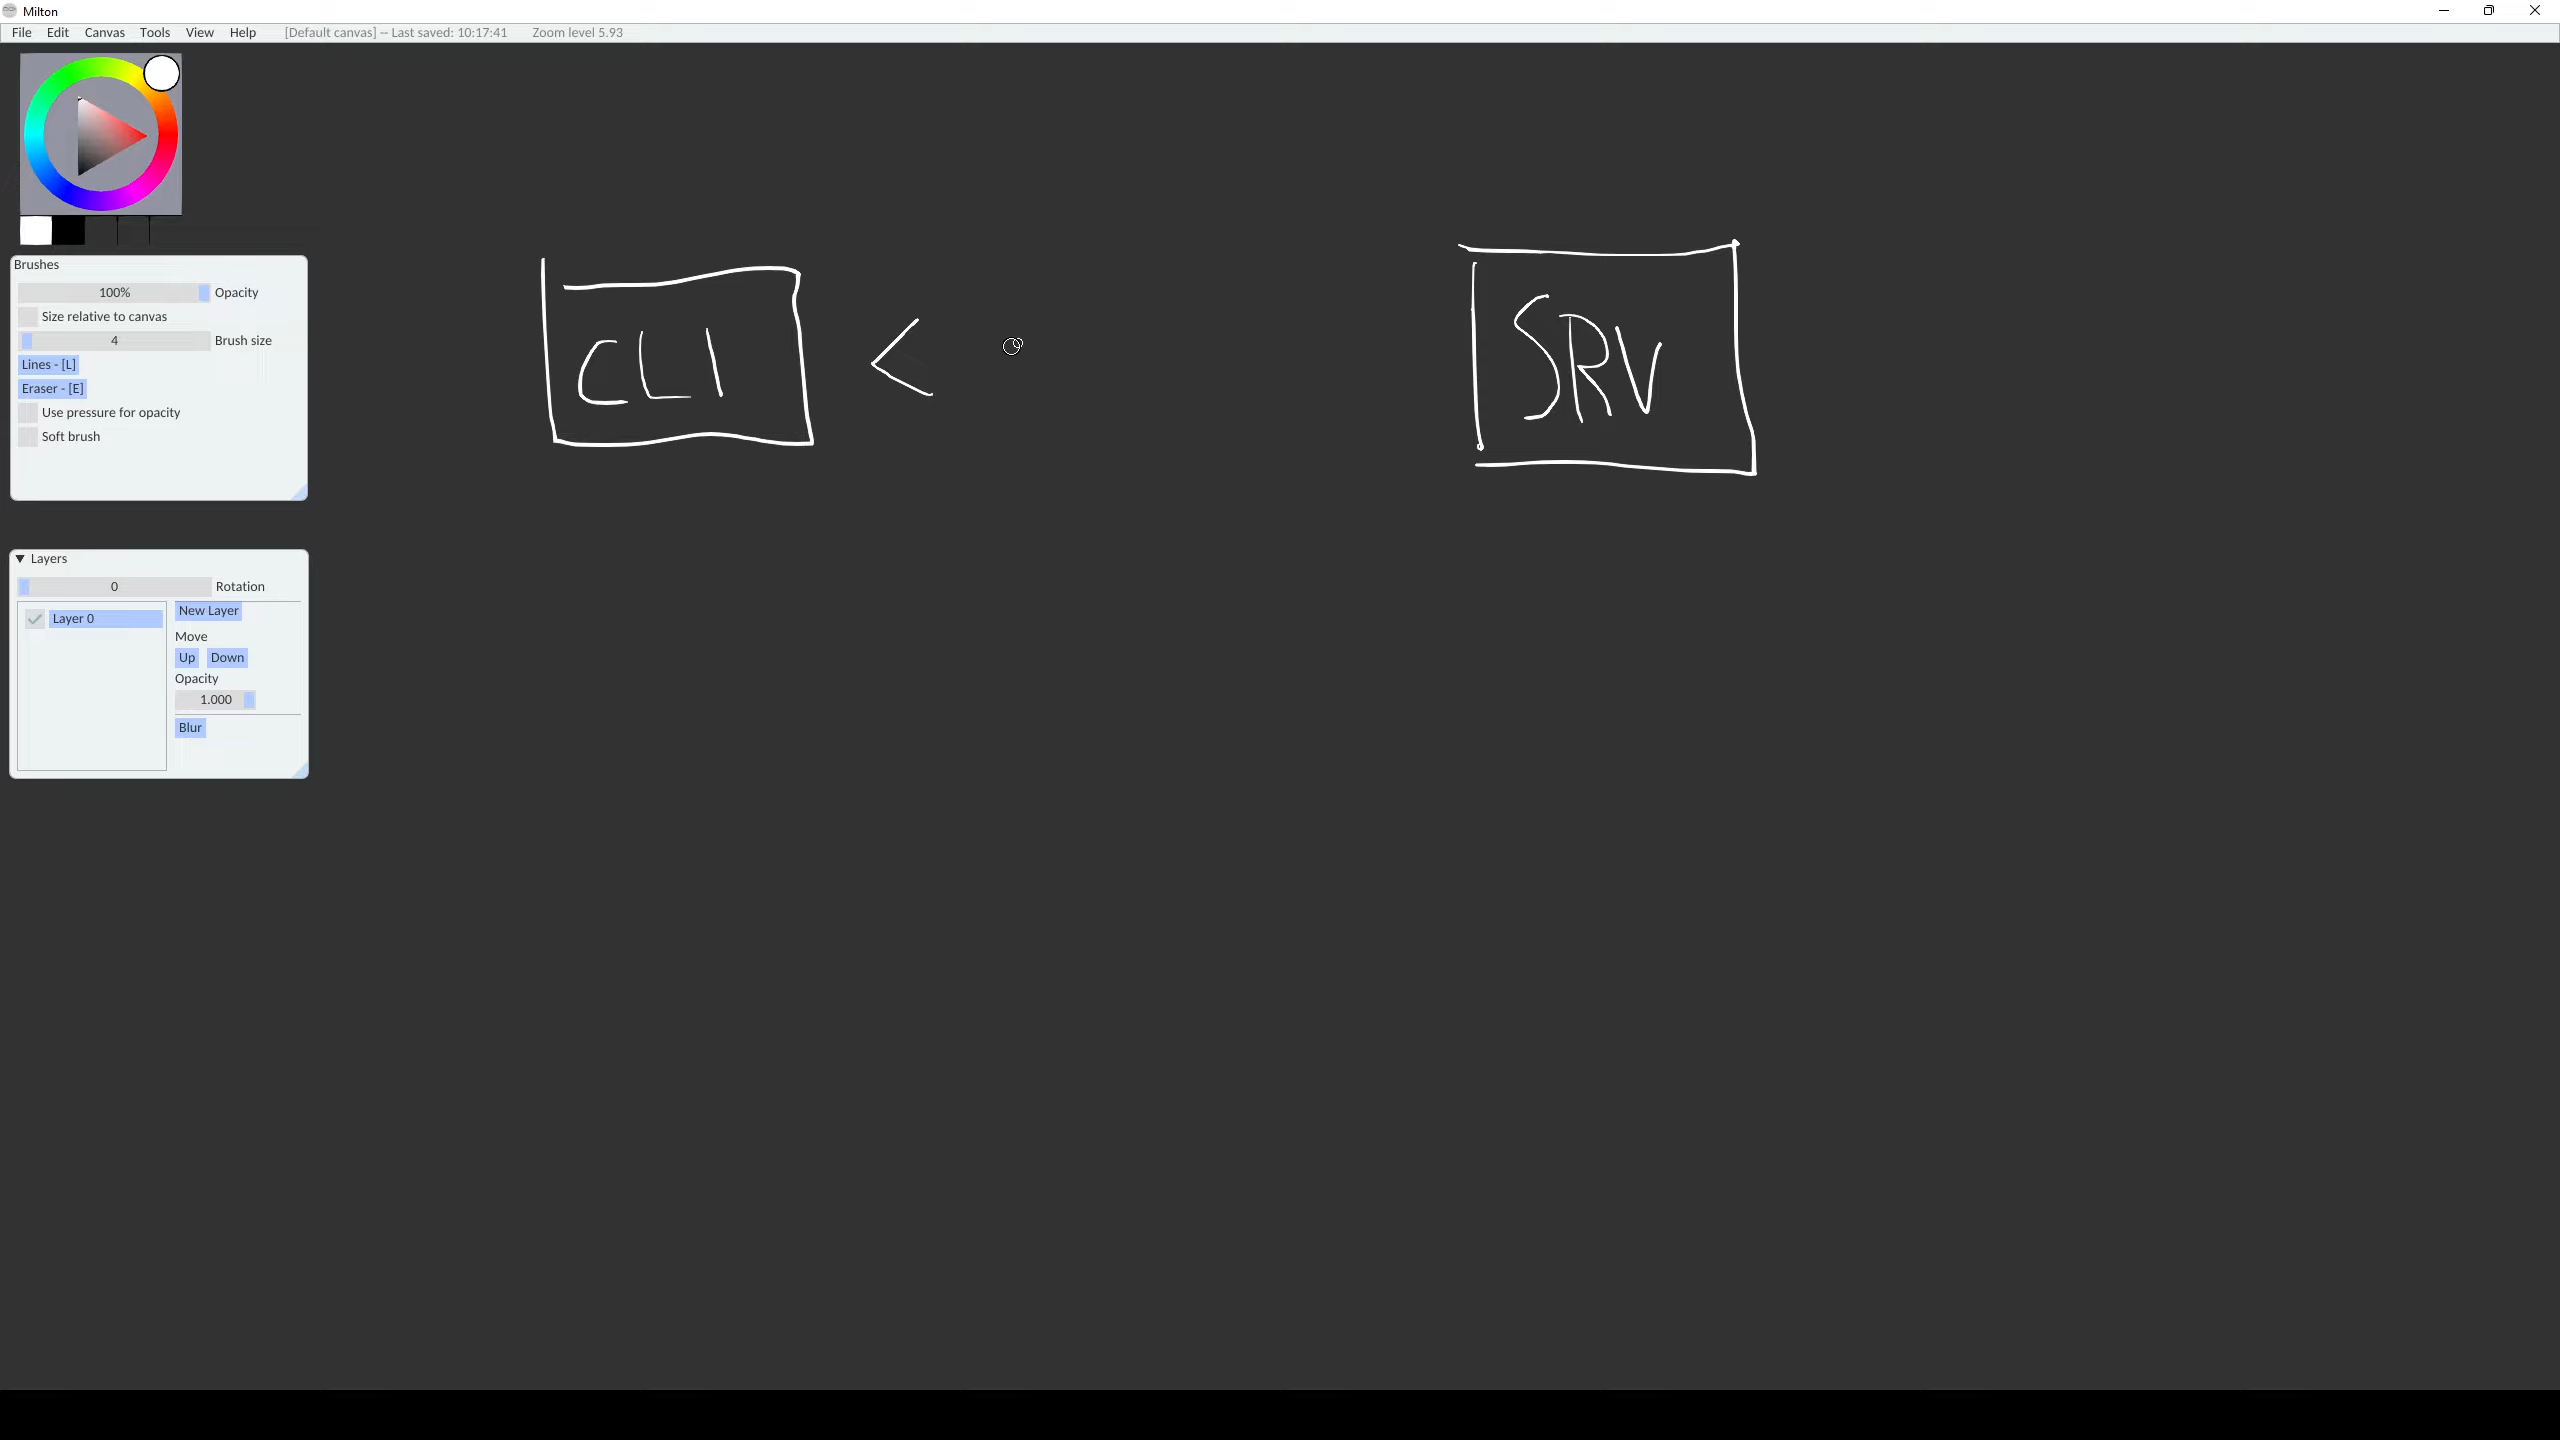 Milton
File Edit Canvas Tools View Help [Default canvas] -- Last saved: 10:17:41 Zoom level 5.93
Brushes
100% Opacity
Size relative to canvas
4 Brush size
Lines - [L]
Eraser - [E]
Use pressure for opacity
Soft brush
Layers
0 Rotation
Layer 0
New Layer
Move
Up Down
Opacity
1.000
Blur
CLI <
SRV